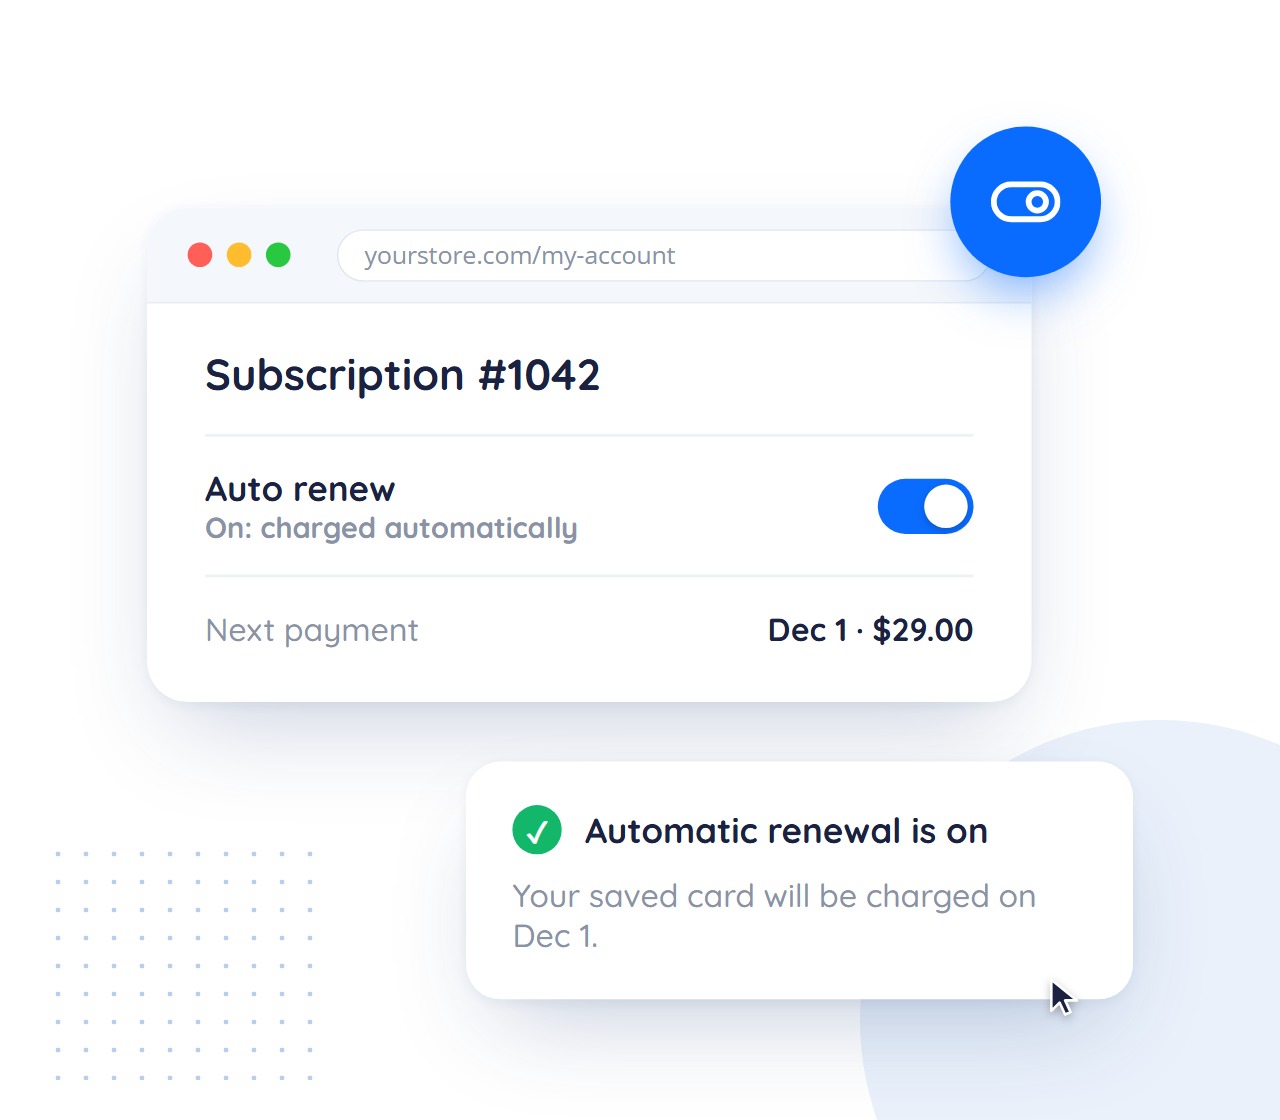 yourstore.com/my-account
Subscription #1042
Auto renew
On: charged automatically
Next payment
Dec 1 · $29.00
Automatic renewal is on
Your saved card will be charged on
Dec 1.